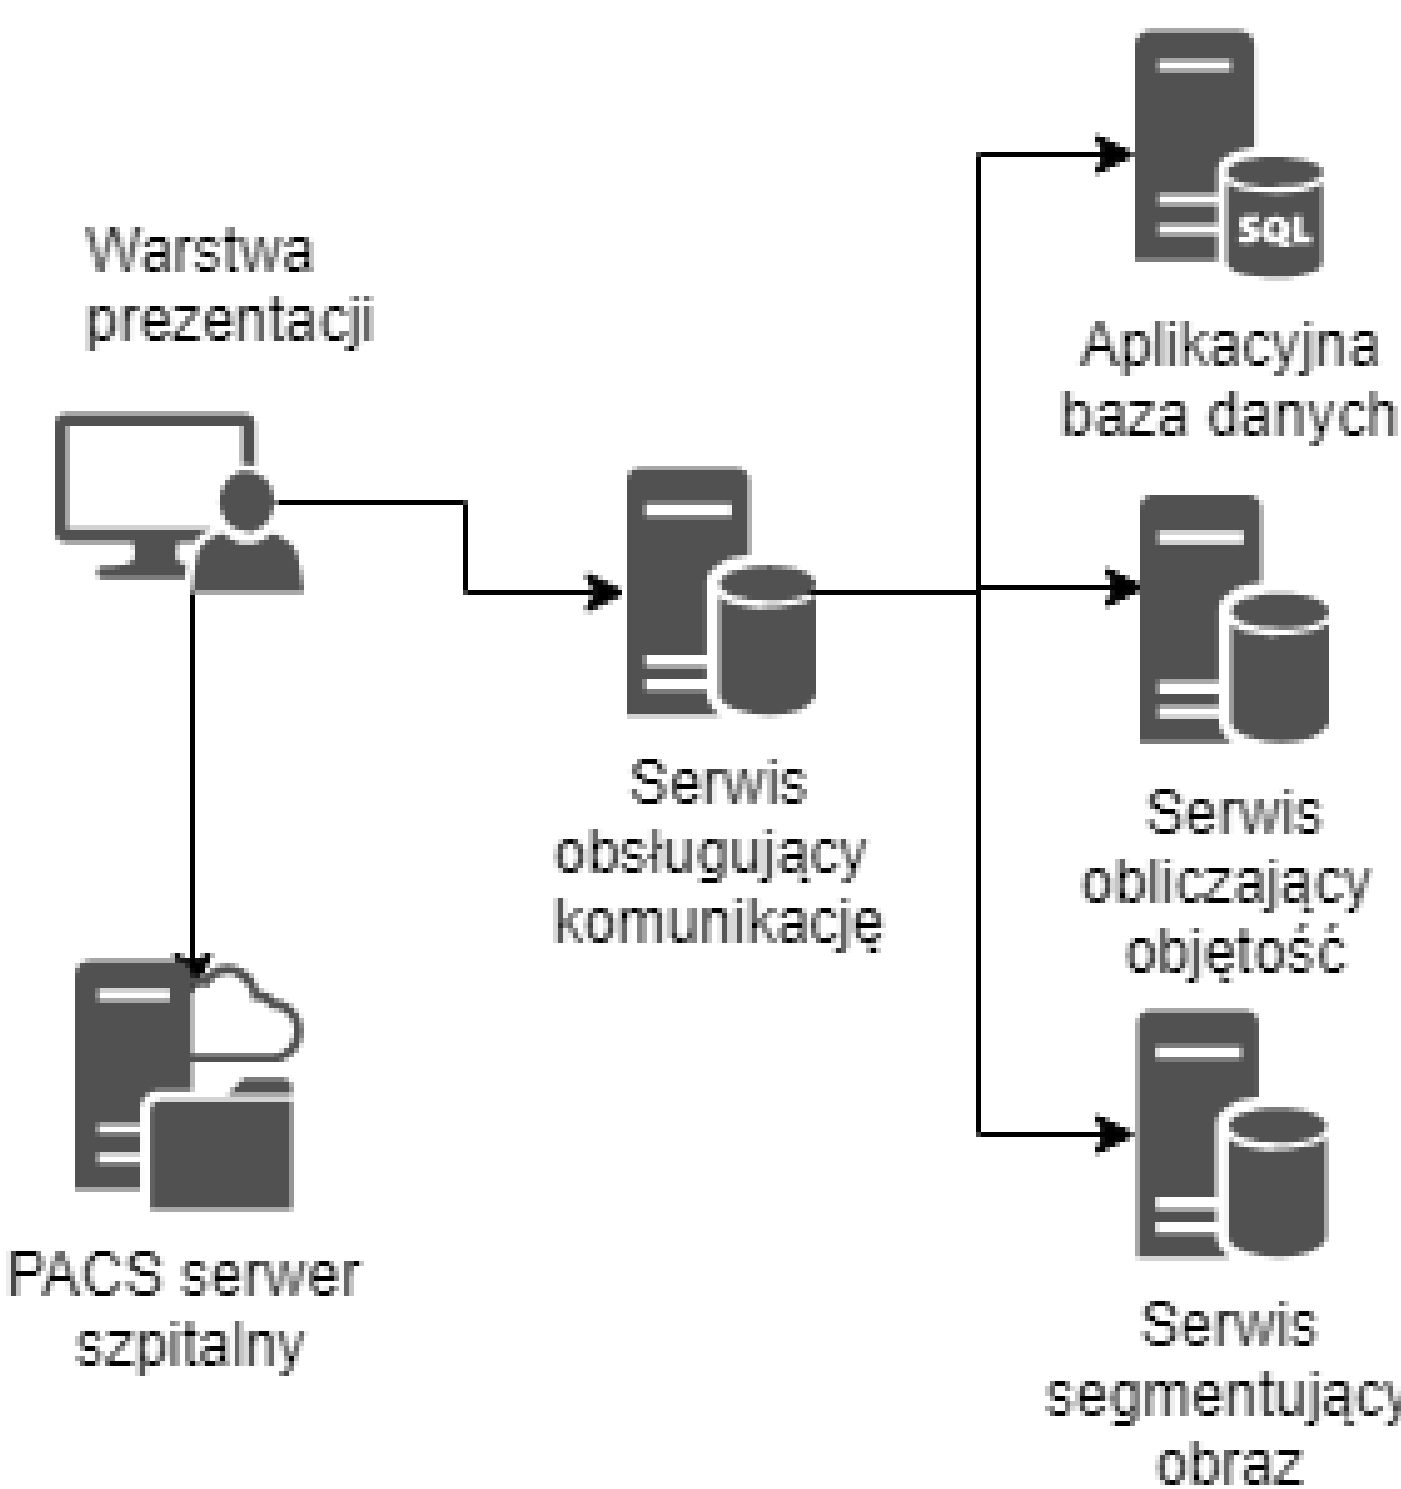 SQL
Aplikacyjna
baza danych
Warstwa
prezentacji
Serwis
obsługujący
komunikację
Serwis
obliczający
objętość
PACS serwer
szpitalny
Serwis
segmentujący
obraz